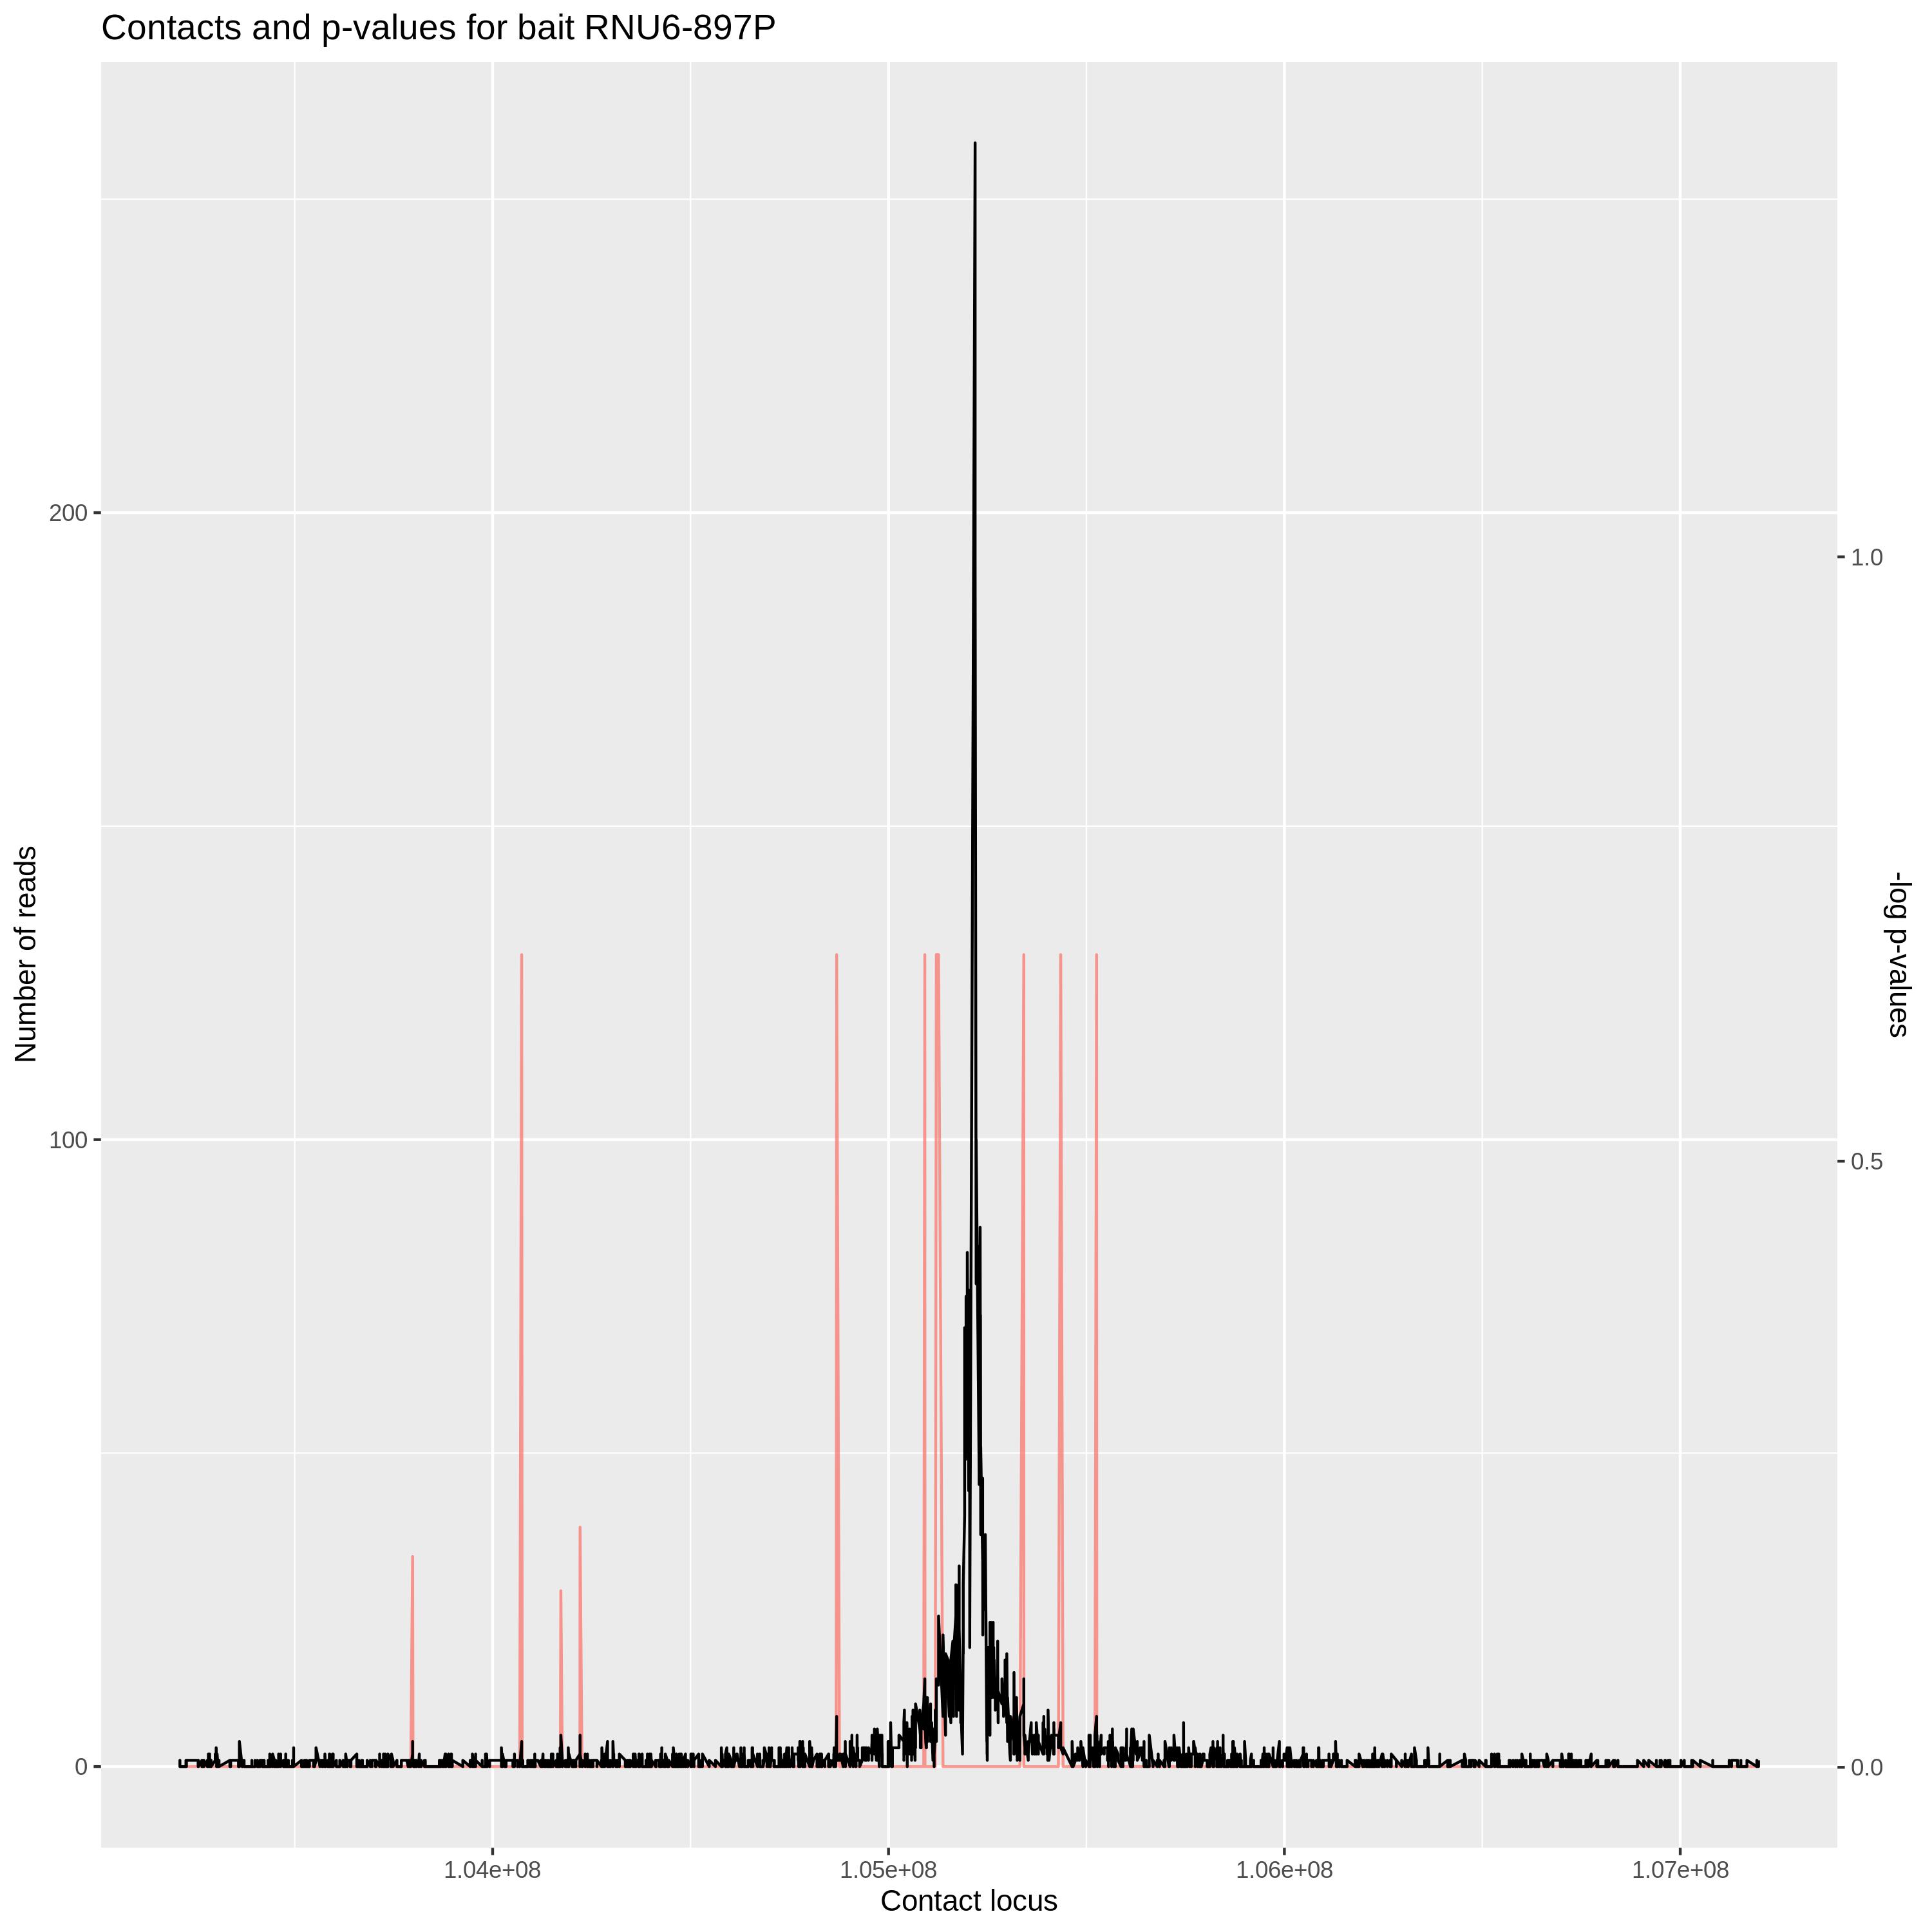 Contacts and p-values for bait RNU6-897P
Number of reads
200
100
0
1.0
0.5
0.0
-log p-values
1.04e+08
1.05e+08
1.06e+08
1.07e+08
Contact locus